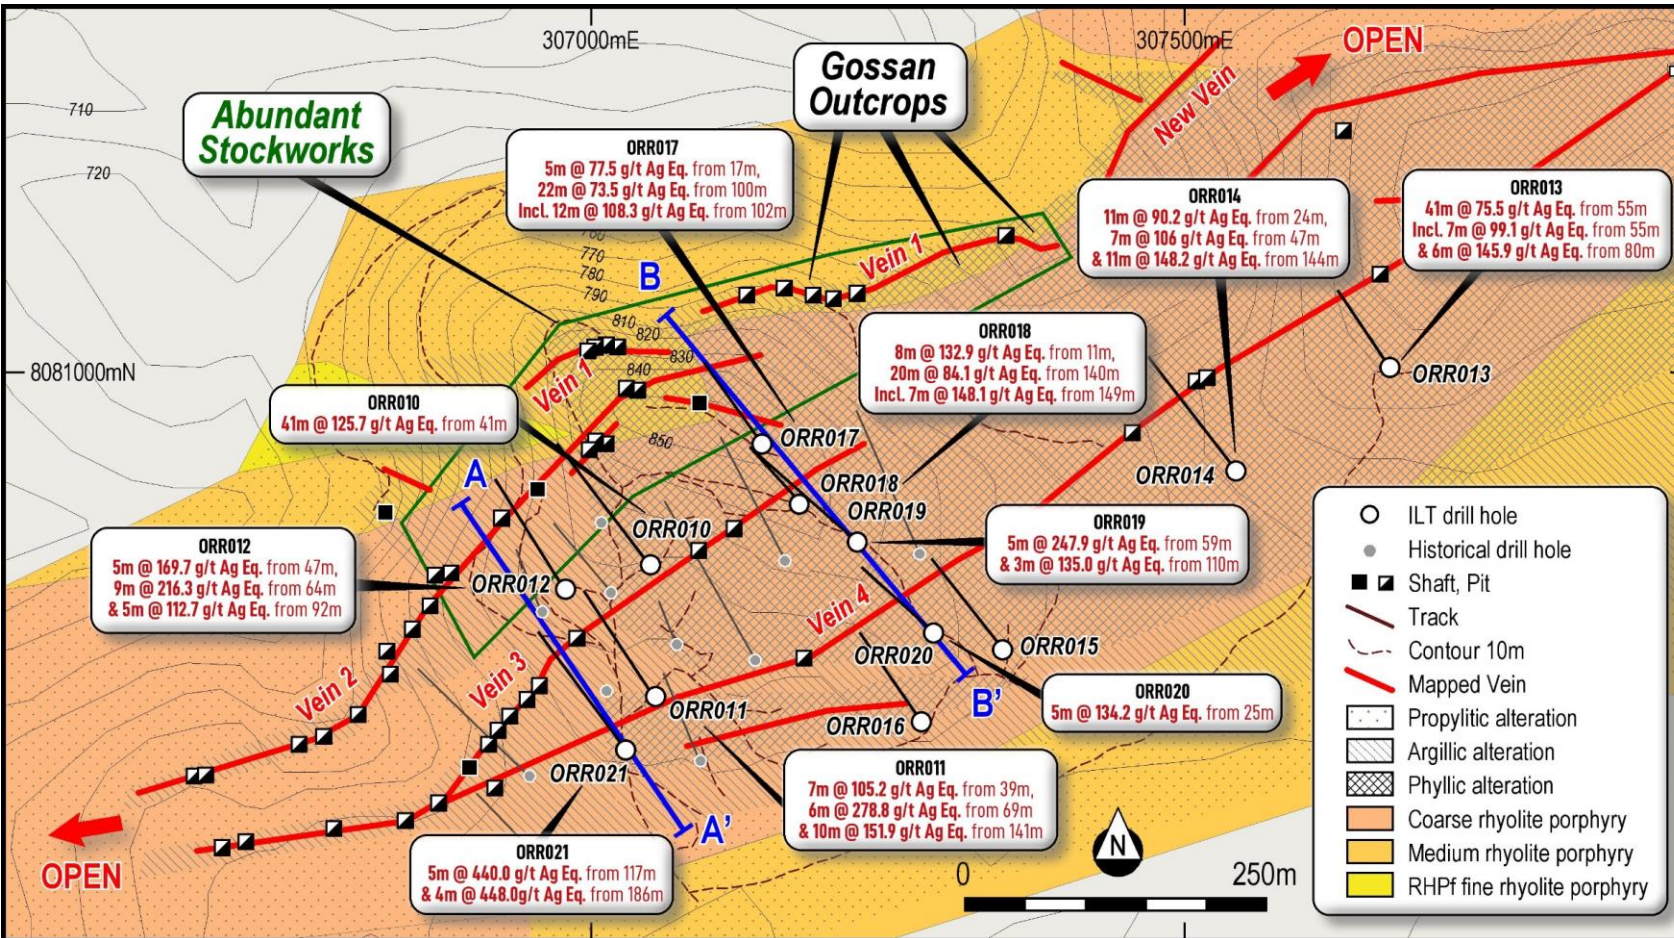 307000mE
307500mE
OPEN
Gossan
Outcrops
Abundant
Stockworks
New Vein
710
720
ORR017
5m @ 77.5 g/t Ag Eq. from 17m,
22m @ 73.5 g/t Ag Eq. from 100m
Incl. 12m @ 108.3 g/t Ag Eq. from 102m
ORR014
11m @ 90.2 g/t Ag Eq. from 24m,
7m @ 106 g/t Ag Eq. from 47m
& 11m @ 148.2 g/t Ag Eq. from 144m
ORR013
41m @ 75.5 g/t Ag Eq. from 55m
Incl. 7m @ 99.1 g/t Ag Eq. from 55m
& 6m @ 145.9 g/t Ag Eq. from 80m
760
770
780
790
810
820
830
840
850
B
Vein 1
8081000mN
Vein 1
ORR018
8m @ 132.9 g/t Ag Eq. from 11m,
20m @ 84.1 g/t Ag Eq. from 140m
Incl. 7m @ 148.1 g/t Ag Eq. from 149m
ORR013
ORR010
41m @ 125.7 g/t Ag Eq. from 41m
ORR017
ORR014
A
ORR018
ORR019
ORR010
ORR012
5m @ 169.7 g/t Ag Eq. from 47m,
9m @ 216.3 g/t Ag Eq. from 64m
& 5m @ 112.7 g/t Ag Eq. from 92m
ORR019
5m @ 247.9 g/t Ag Eq. from 59m
& 3m @ 135.0 g/t Ag Eq. from 110m
ORR012
Vein 4
ORR020
ORR015
Vein 2
Vein 3
B'
ORR020
5m @ 134.2 g/t Ag Eq. from 25m
ORR011
ORR016
ORR021
ORR011
7m @ 105.2 g/t Ag Eq. from 39m,
6m @ 278.8 g/t Ag Eq. from 69m
& 10m @ 151.9 g/t Ag Eq. from 141m
A'
OPEN
ORR021
5m @ 440.0 g/t Ag Eq. from 117m
& 4m @ 448.0g/t Ag Eq. from 186m
N
0
250m
ILT drill hole
Historical drill hole
Shaft, Pit
Track
Contour 10m
Mapped Vein
Propylitic alteration
Argillic alteration
Phyllic alteration
Coarse rhyolite porphyry
Medium rhyolite porphyry
RHPf fine rhyolite porphyry